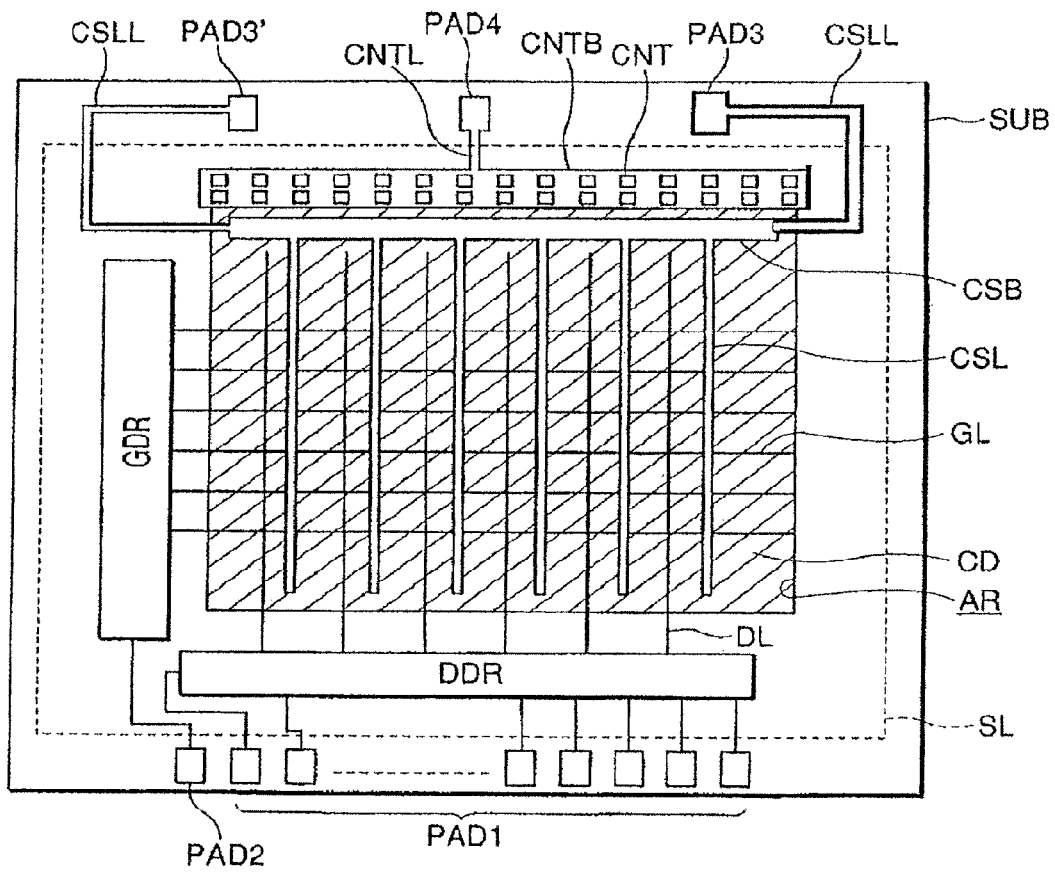 CSLL
PAD3'
PAD4
CNTL
CNTB
CNT
PAD3
CSLL
SUB
CSB
CSL
GL
GDR
CD
AR
DL
DDR
SL
PAD2
PAD1